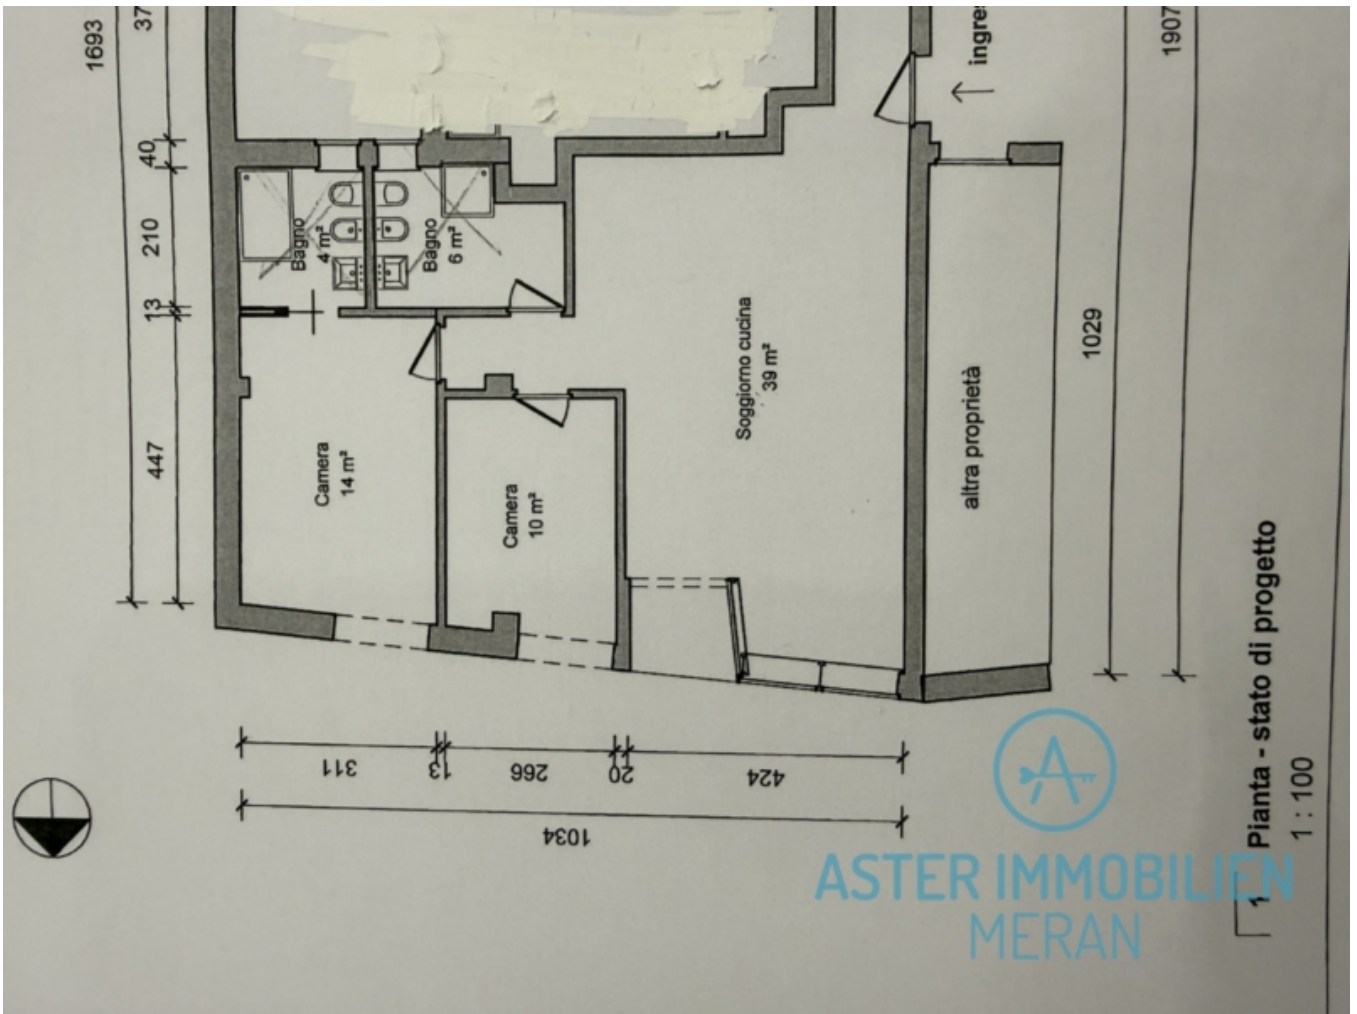 1693
37
40
210
13
447
Bagno
4 m²
Bagno
6 m²
Camera
14 m²
Camera
10 m²
Soggiorno cucina
39 m²
altra proprietà
1029
1907
311
13
266
20
424
1034
1 Pianta - stato di progetto
1 : 100
ASTER IMMOBILIEN
MERAN